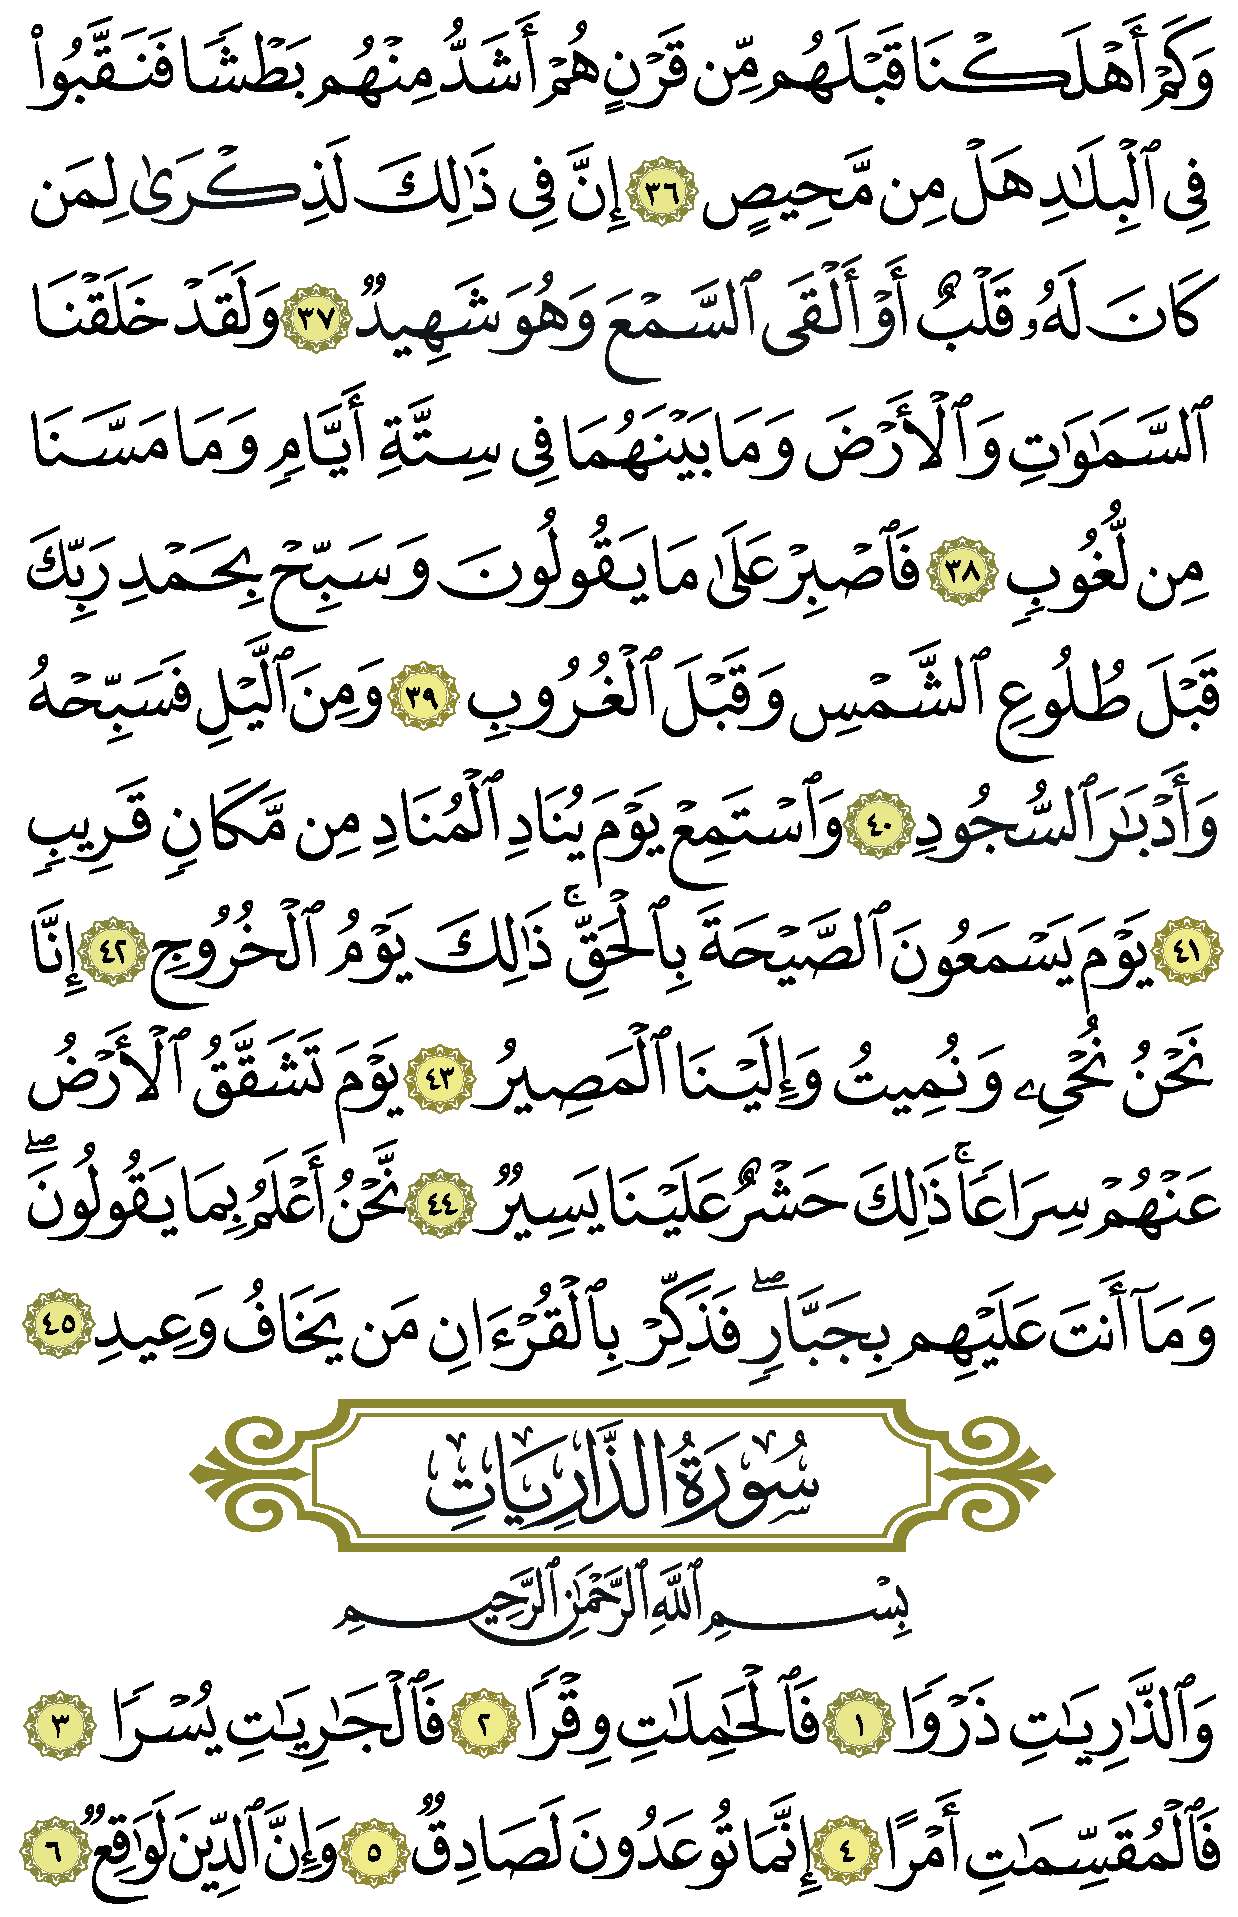 وَكَمْ أَهْلَكْنَا قَبْلَهُم مِّن قَرْنٍ هُمْ أَشَدُّ مِنْهُم بَطْشًا فَنَقَّبُوا۟
فِى ٱلْبِلَـٰدِ هَلْ مِن مَّحِيصٍ ٣٦ إِنَّ فِى ذَٰلِكَ لَذِكْرَىٰ لِمَن
كَانَ لَهُۥ قَلْبٌ أَوْ أَلْقَى ٱلسَّمْعَ وَهُوَ شَهِيدٌ ٣٧ وَلَقَدْ خَلَقْنَا
ٱلسَّمَـٰوَٰتِ وَٱلْأَرْضَ وَمَا بَيْنَهُمَا فِى سِتَّةِ أَيَّامٍ وَمَا مَسَّنَا
مِن لُّغُوبٍ ٣٨ فَٱصْبِرْ عَلَىٰ مَا يَقُولُونَ وَسَبِّحْ بِحَمْدِ رَبِّكَ
قَبْلَ طُلُوعِ ٱلشَّمْسِ وَقَبْلَ ٱلْغُرُوبِ ٣٩ وَمِنَ ٱلَّيْلِ فَسَبِّحْهُ
وَأَدْبَـٰرَ ٱلسُّجُودِ ٤٠ وَٱسْتَمِعْ يَوْمَ يُنَادِ ٱلْمُنَادِ مِن مَّكَانٍ قَرِيبٍ
٤١ يَوْمَ يَسْمَعُونَ ٱلصَّيْحَةَ بِٱلْحَقِّ ۚ ذَٰلِكَ يَوْمُ ٱلْخُرُوجِ ٤٢ إِنَّا
نَحْنُ نُحْىِۦ وَنُمِيتُ وَإِلَيْنَا ٱلْمَصِيرُ ٤٣ يَوْمَ تَشَقَّقُ ٱلْأَرْضُ
عَنْهُمْ سِرَاعًا ۚ ذَٰلِكَ حَشْرٌ عَلَيْنَا يَسِيرٌ ٤٤ نَّحْنُ أَعْلَمُ بِمَا يَقُولُونَ ۖ
وَمَآ أَنتَ عَلَيْهِم بِجَبَّارٍ ۖ فَذَكِّرْ بِٱلْقُرْءَانِ مَن يَخَافُ وَعِيدِ ٤٥
سُورَةُ الذَّارِيَاتِ
بِسْمِ ٱللَّهِ ٱلرَّحْمَـٰنِ ٱلرَّحِيمِ
وَٱلذَّٰرِيَـٰتِ ذَرْوًا ١ فَٱلْحَـٰمِلَـٰتِ وِقْرًا ٢ فَٱلْجَـٰرِيَـٰتِ يُسْرًا ٣
فَٱلْمُقَسِّمَـٰتِ أَمْرًا ٤ إِنَّمَا تُوعَدُونَ لَصَادِقٌ ٥ وَإِنَّ ٱلدِّينَ لَوَٰقِعٌ ٦